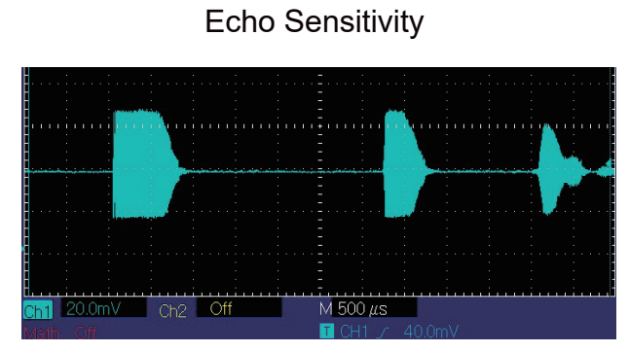 Echo Sensitivity
Ch1 20.0mV Ch2 Off M 500 µs
Math Off T CH1 / 40.0mV